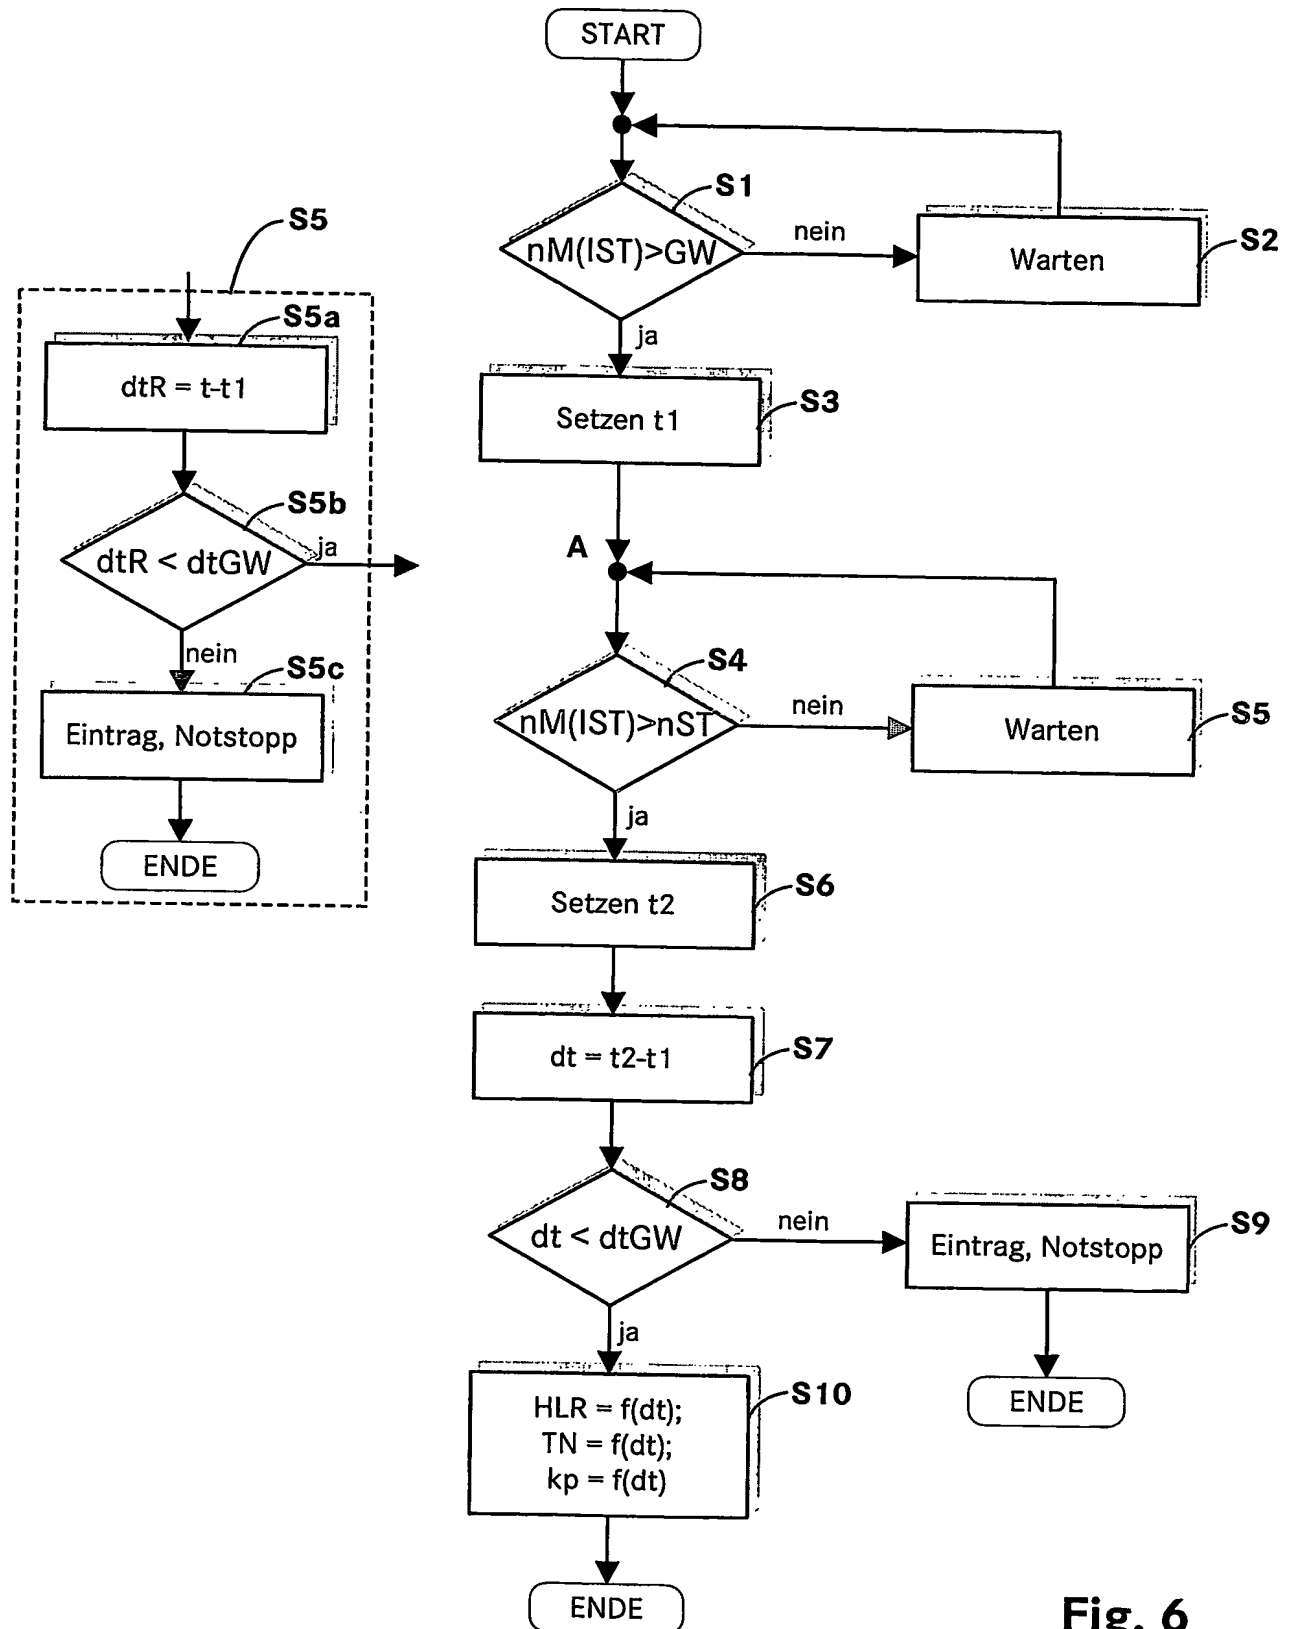 START
S1
nM(IST)>GW
nein
Warten
S2
ja
Setzen t1
S3
A
S4
nM(IST)>nST
nein
Warten
S5
ja
Setzen t2
S6
dt = t2-t1
S7
S8
dt < dtGW
nein
Eintrag, Notstopp
S9
ENDE
ja
HLR = f(dt);
TN = f(dt);
kp = f(dt)
S10
ENDE
S5
S5a
dtR = t-t1
S5b
dtR < dtGW
ja
nein
S5c
Eintrag, Notstopp
ENDE
Fig. 6